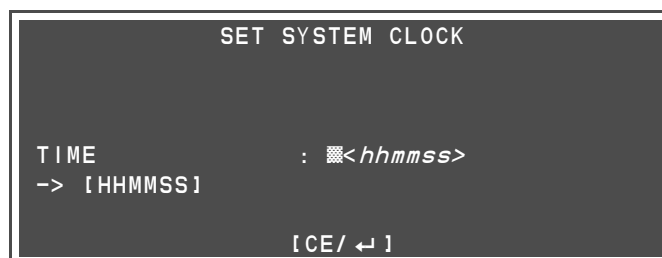 SET SYSTEM CLOCK
TIME : ▒<hhmmss>
-> [HHMMSS]
[CE/ ↵ ]